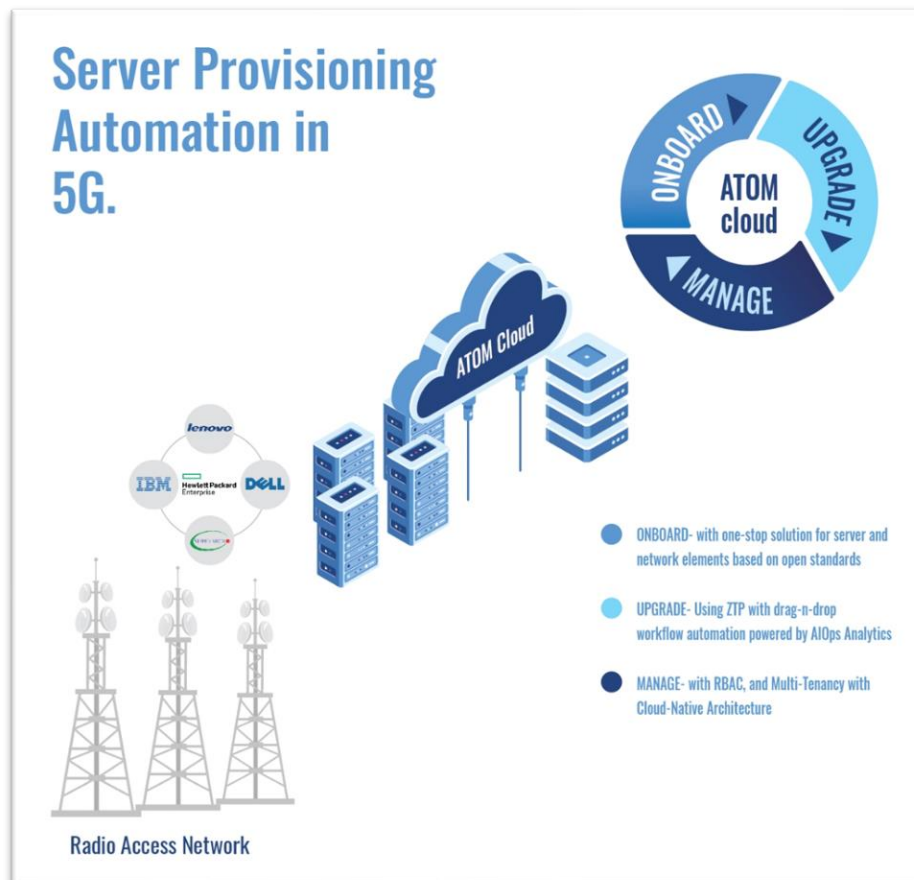 Server Provisioning
Automation in
5G.
ONBOARD
UPGRADE
MANAGE
ATOM
cloud
ATOM Cloud
lenovo
IBM
Hewlett Packard
Enterprise
DELL
ONBOARD- with one-stop solution for server and
network elements based on open standards
UPGRADE- Using ZTP with drag-n-drop
workflow automation powered by AIOps Analytics
MANAGE- with RBAC, and Multi-Tenancy with
Cloud-Native Architecture
Radio Access Network